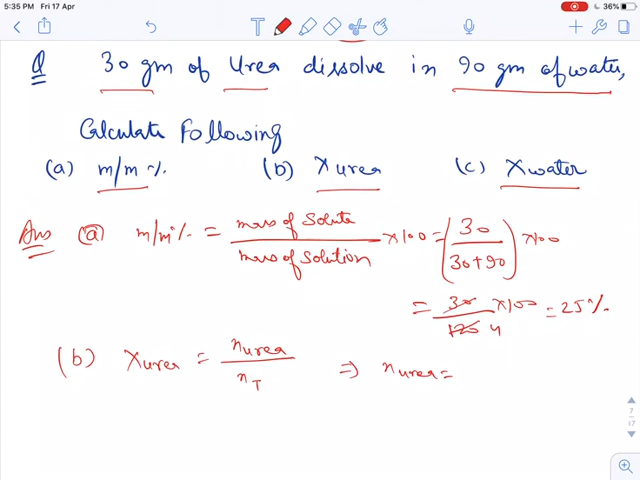 5:35 PM Fri 17 Apr 36%
Q 30 gm of Urea dissolve in 90 gm of water,
Calculate Following
(a) m/m % (b) Xurea (c) Xwater
Ans (a) m/m% = mass of Solute / mass of Solution × 100 = (30 / 30+90) × 100
= 30 / 120 4 × 100 = 25 %
(b) Xurea = nurea / nT ⇒ nurea =
7
17